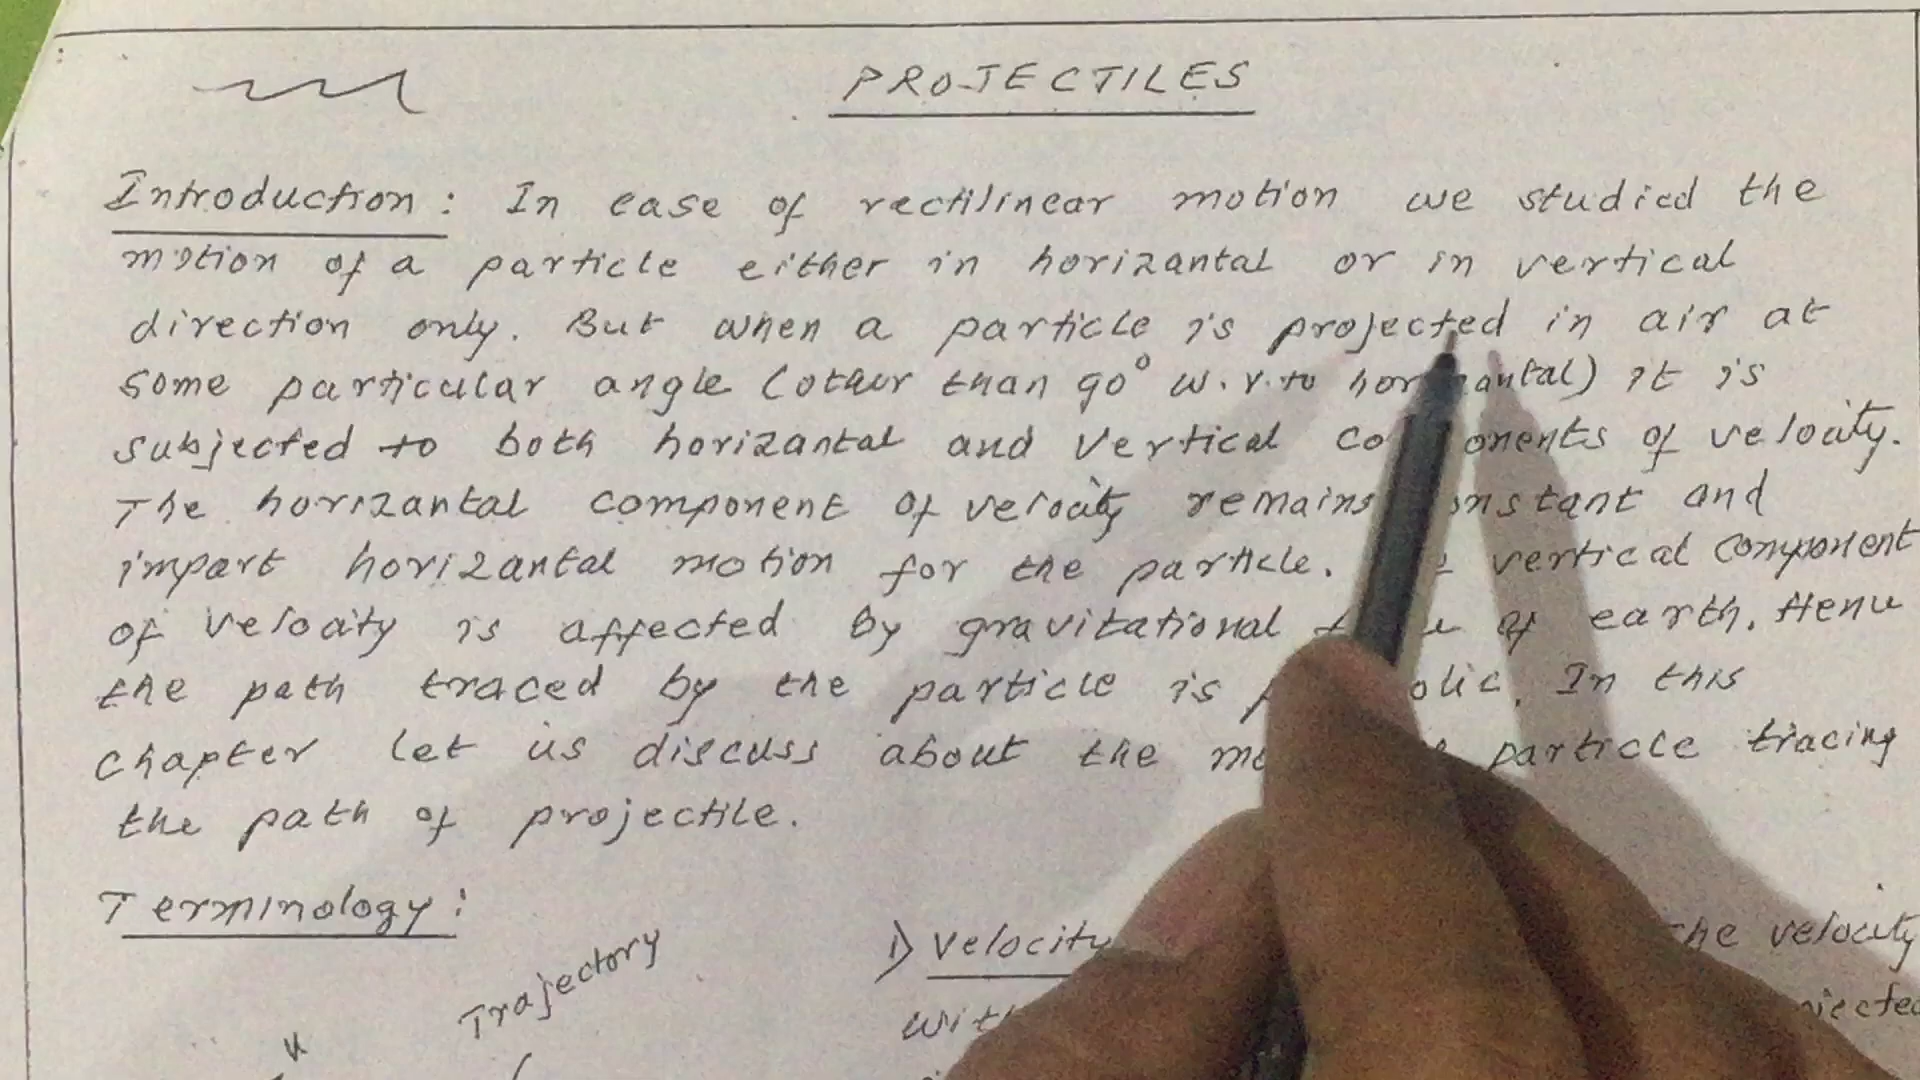 PROJECTILES
Introduction: In case of rectilinear motion we studied the
motion of a particle either in horizantal or in vertical
direction only. But when a particle is projected in air at
some particular angle (other than 90° w.r.to horizantal) it is
subjected to both horizantal and vertical components of velocity.
The horizantal component of velocity remains constant and
impart horizantal motion for the particle. vertical component
of velocity is affected by gravitational of earth. Hence
the path traced by the particle is parabolic. In this
chapter let us discuss about the particle tracing
the path of projectile.
Terminology:
Trajectory
u
1) Velocity the velocity